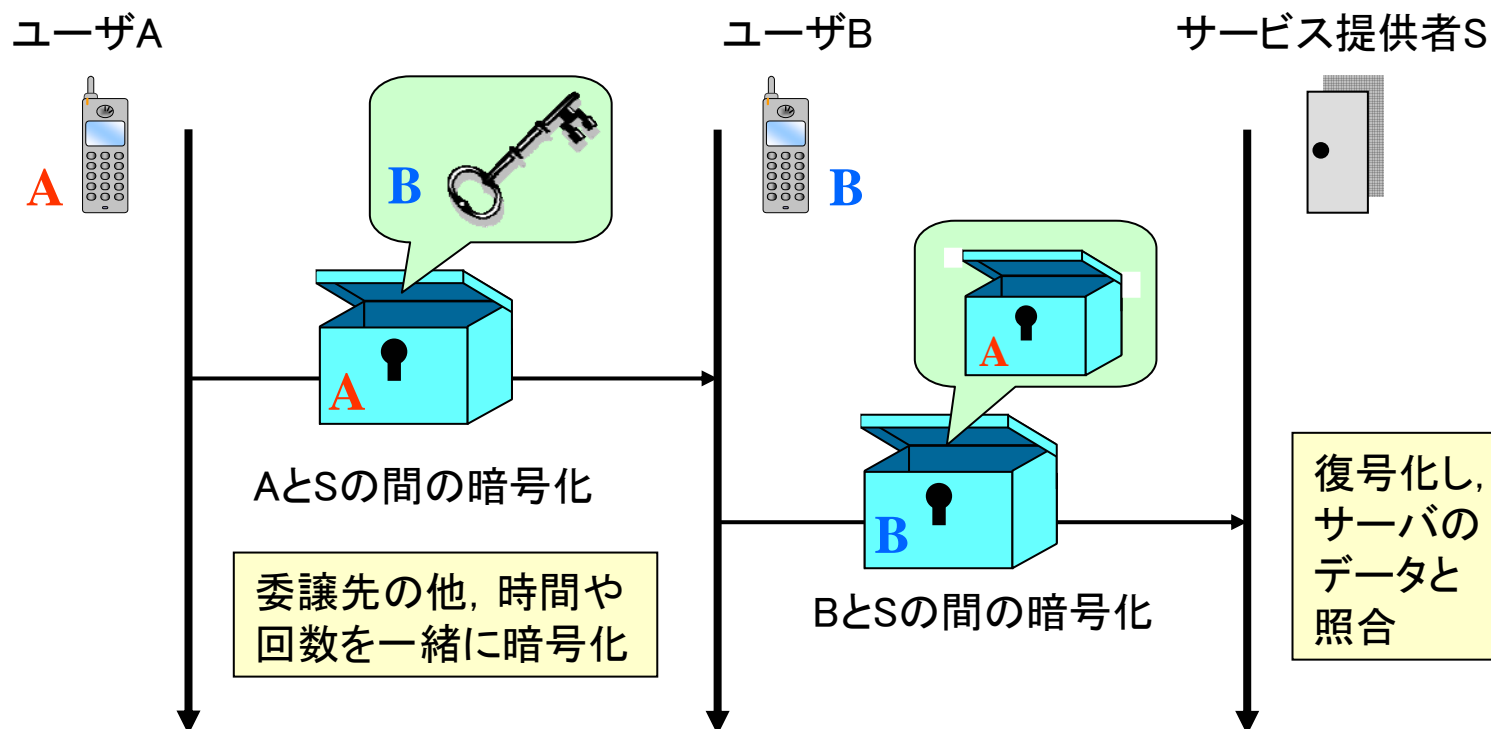 ユーザA
ユーザB
サービス提供者S
A
B
B
A
A
B
AとSの間の暗号化
委譲先の他, 時間や
回数を一緒に暗号化
BとSの間の暗号化
復号化し,
サーバの
データと
照合